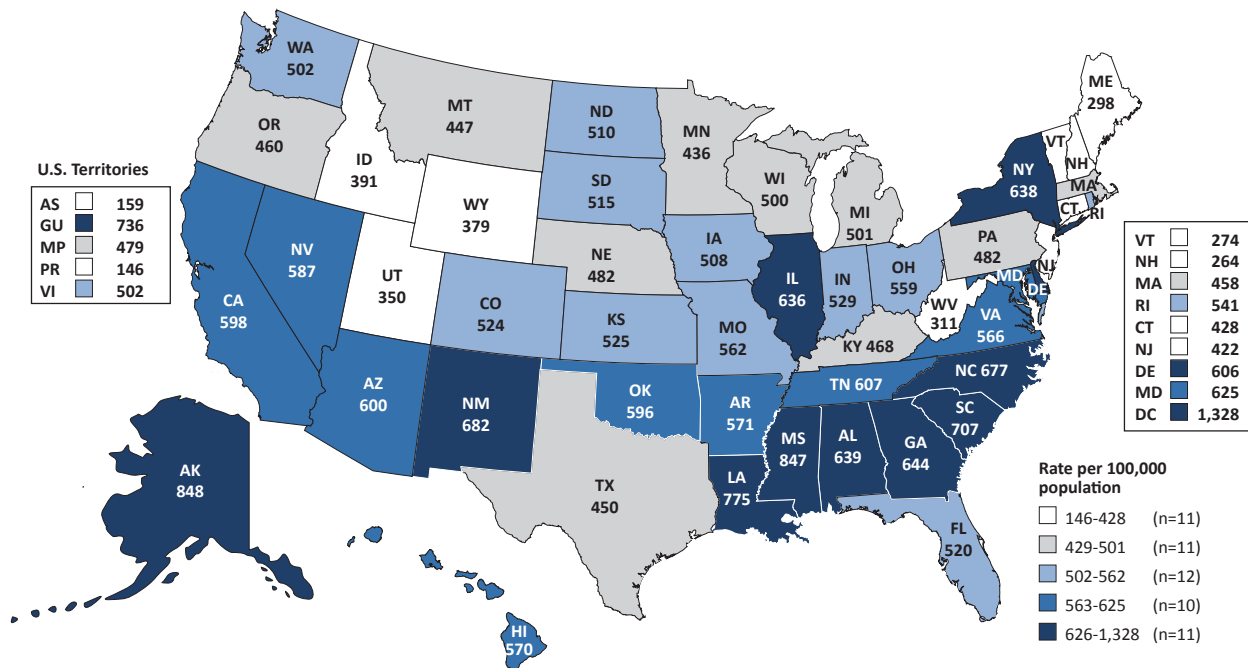 WA
502
OR
460
CA
598
NV
587
ID
391
MT
447
WY
379
UT
350
AZ
600
CO
524
NM
682
ND
510
SD
515
NE
482
KS
525
OK
596
TX
450
MN
436
IA
508
MO
562
AR
571
LA
775
WI
500
IL
636
MI
501
IN
529
OH
559
KY 468
TN 607
MS
847
AL
639
GA
644
FL
520
SC
707
NC 677
VA
566
WV
311
PA
482
NY
638
ME
298
VT
NH
MA
CT
RI
NJ
MD
DE
AK
848
HI
570
U.S. Territories
AS 159
GU 736
MP 479
PR 146
VI 502
VT 274
NH 264
MA 458
RI 541
CT 428
NJ 422
DE 606
MD 625
DC 1,328
Rate per 100,000
population
146-428 (n=11)
429-501 (n=11)
502-562 (n=12)
563-625 (n=10)
626-1,328 (n=11)